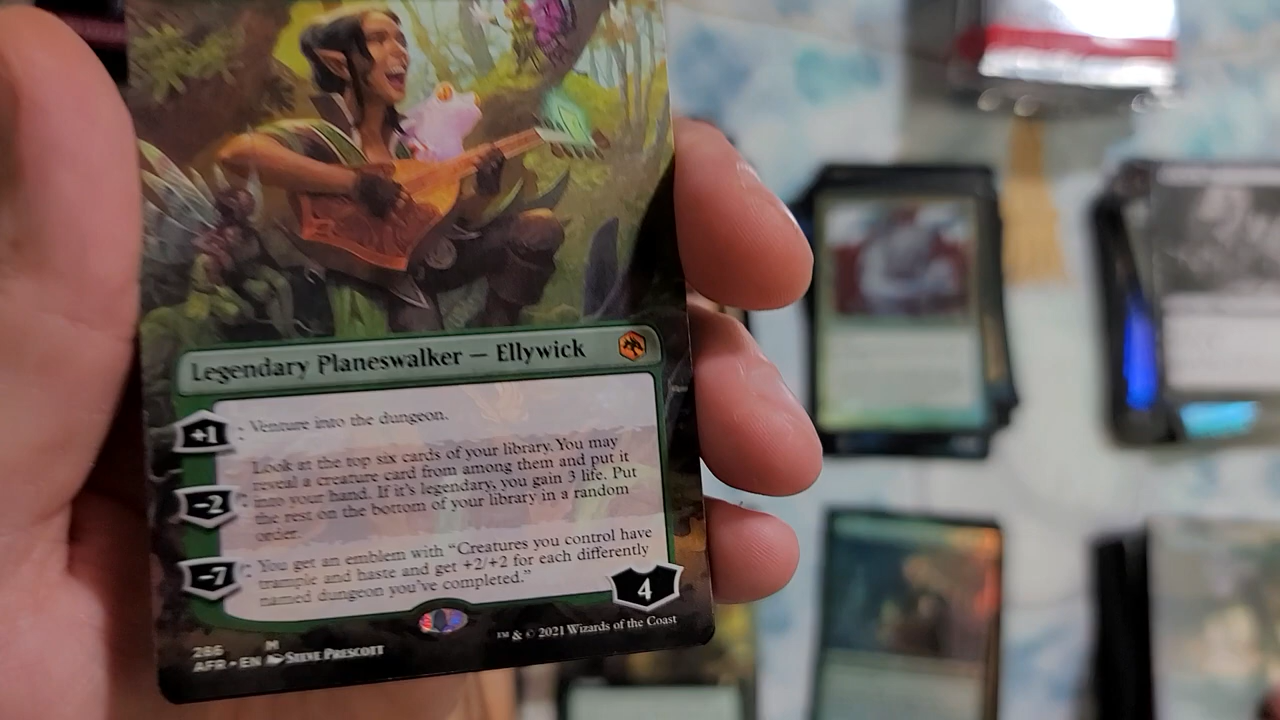 Legendary Planeswalker — Ellywick
+1 : Venture into the dungeon.
Look at the top six cards of your library. You may
reveal a creature card from among them and put it
−2 : into your hand. If it's legendary, you gain 3 life. Put
the rest on the bottom of your library in a random
order.
You get an emblem with “Creatures you control have
−7 : trample and haste and get +2/+2 for each differently
named dungeon you've completed.”
4
286 M
AFR • EN Steve Prescott
™ & © 2021 Wizards of the Coast